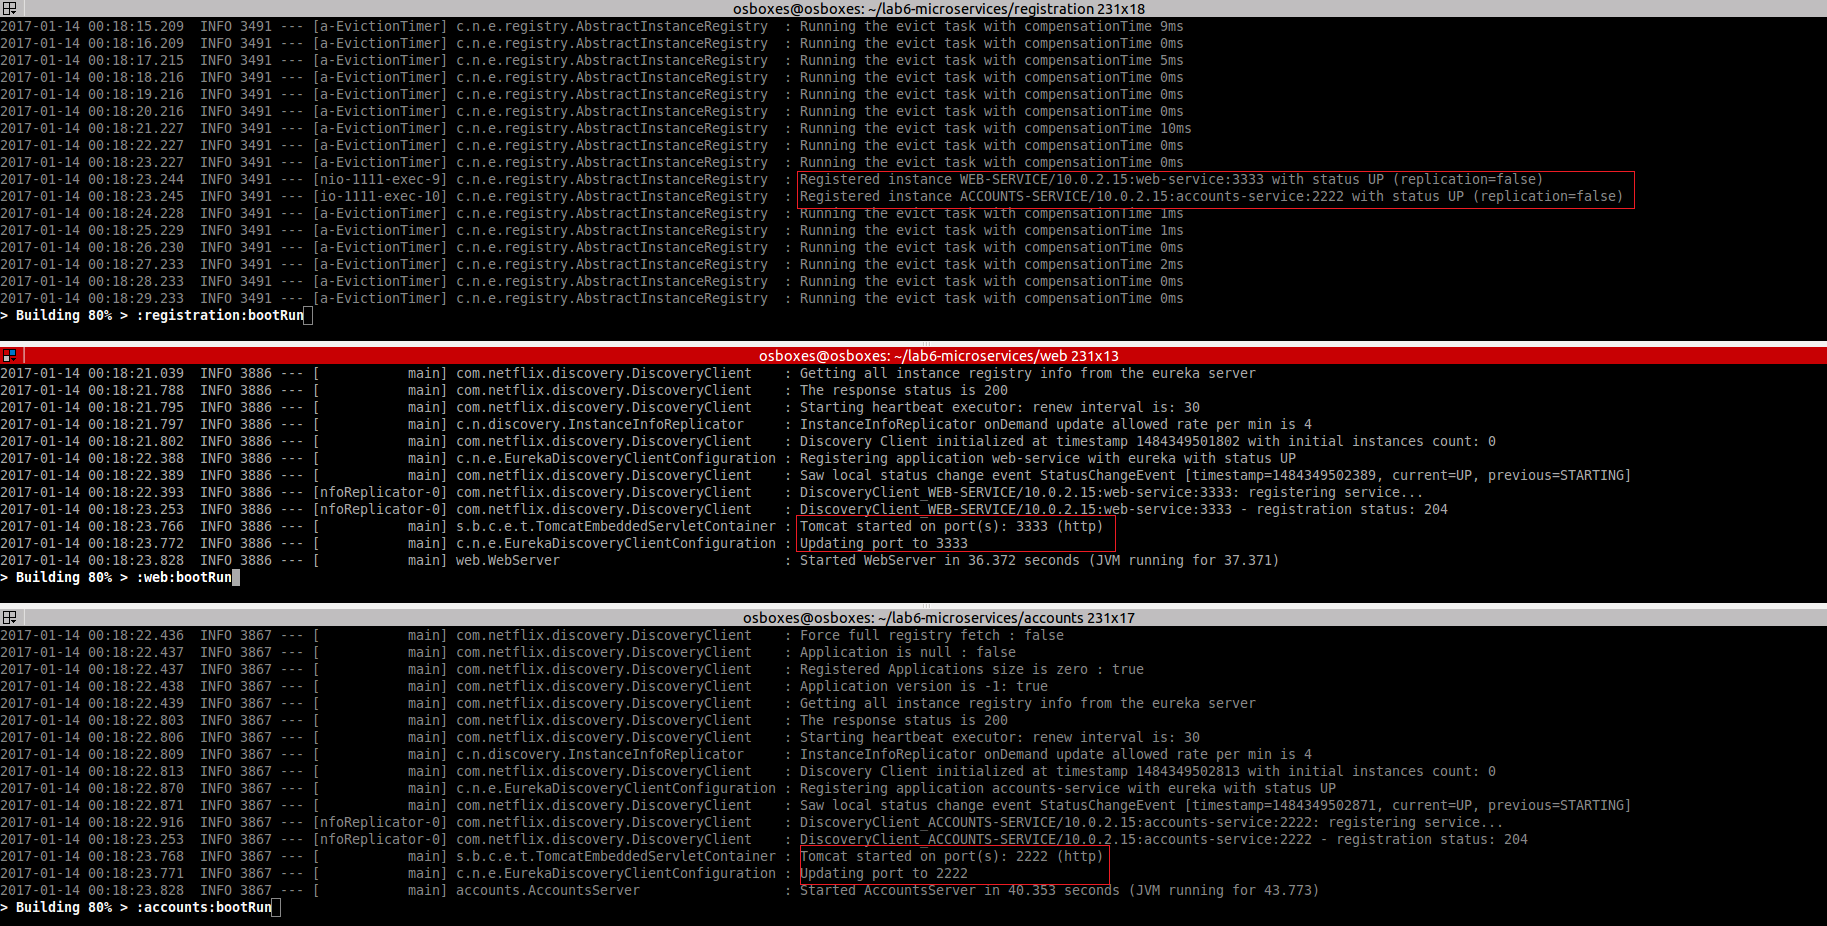 osboxes@osboxes: ~/lab6-microservices/registration 231x18
2017-01-14 00:18:15.209  INFO 3491 --- [a-EvictionTimer] c.n.e.registry.AbstractInstanceRegistry  : Running the evict task with compensationTime 9ms
2017-01-14 00:18:16.209  INFO 3491 --- [a-EvictionTimer] c.n.e.registry.AbstractInstanceRegistry  : Running the evict task with compensationTime 0ms
2017-01-14 00:18:17.215  INFO 3491 --- [a-EvictionTimer] c.n.e.registry.AbstractInstanceRegistry  : Running the evict task with compensationTime 5ms
2017-01-14 00:18:18.216  INFO 3491 --- [a-EvictionTimer] c.n.e.registry.AbstractInstanceRegistry  : Running the evict task with compensationTime 0ms
2017-01-14 00:18:19.216  INFO 3491 --- [a-EvictionTimer] c.n.e.registry.AbstractInstanceRegistry  : Running the evict task with compensationTime 0ms
2017-01-14 00:18:20.216  INFO 3491 --- [a-EvictionTimer] c.n.e.registry.AbstractInstanceRegistry  : Running the evict task with compensationTime 0ms
2017-01-14 00:18:21.227  INFO 3491 --- [a-EvictionTimer] c.n.e.registry.AbstractInstanceRegistry  : Running the evict task with compensationTime 10ms
2017-01-14 00:18:22.227  INFO 3491 --- [a-EvictionTimer] c.n.e.registry.AbstractInstanceRegistry  : Running the evict task with compensationTime 0ms
2017-01-14 00:18:23.227  INFO 3491 --- [a-EvictionTimer] c.n.e.registry.AbstractInstanceRegistry  : Running the evict task with compensationTime 0ms
2017-01-14 00:18:23.244  INFO 3491 --- [nio-1111-exec-9] c.n.e.registry.AbstractInstanceRegistry  : Registered instance WEB-SERVICE/10.0.2.15:web-service:3333 with status UP (replication=false)
2017-01-14 00:18:23.245  INFO 3491 --- [io-1111-exec-10] c.n.e.registry.AbstractInstanceRegistry  : Registered instance ACCOUNTS-SERVICE/10.0.2.15:accounts-service:2222 with status UP (replication=false)
2017-01-14 00:18:24.228  INFO 3491 --- [a-EvictionTimer] c.n.e.registry.AbstractInstanceRegistry  : Running the evict task with compensationTime 1ms
2017-01-14 00:18:25.229  INFO 3491 --- [a-EvictionTimer] c.n.e.registry.AbstractInstanceRegistry  : Running the evict task with compensationTime 1ms
2017-01-14 00:18:26.230  INFO 3491 --- [a-EvictionTimer] c.n.e.registry.AbstractInstanceRegistry  : Running the evict task with compensationTime 0ms
2017-01-14 00:18:27.233  INFO 3491 --- [a-EvictionTimer] c.n.e.registry.AbstractInstanceRegistry  : Running the evict task with compensationTime 2ms
2017-01-14 00:18:28.233  INFO 3491 --- [a-EvictionTimer] c.n.e.registry.AbstractInstanceRegistry  : Running the evict task with compensationTime 0ms
2017-01-14 00:18:29.233  INFO 3491 --- [a-EvictionTimer] c.n.e.registry.AbstractInstanceRegistry  : Running the evict task with compensationTime 0ms
> Building 80% > :registration:bootRun
osboxes@osboxes: ~/lab6-microservices/web 231x13
2017-01-14 00:18:21.039  INFO 3886 --- [           main] com.netflix.discovery.DiscoveryClient    : Getting all instance registry info from the eureka server
2017-01-14 00:18:21.788  INFO 3886 --- [           main] com.netflix.discovery.DiscoveryClient    : The response status is 200
2017-01-14 00:18:21.795  INFO 3886 --- [           main] com.netflix.discovery.DiscoveryClient    : Starting heartbeat executor: renew interval is: 30
2017-01-14 00:18:21.797  INFO 3886 --- [           main] c.n.discovery.InstanceInfoReplicator     : InstanceInfoReplicator onDemand update allowed rate per min is 4
2017-01-14 00:18:21.802  INFO 3886 --- [           main] com.netflix.discovery.DiscoveryClient    : Discovery Client initialized at timestamp 1484349501802 with initial instances count: 0
2017-01-14 00:18:22.388  INFO 3886 --- [           main] c.n.e.EurekaDiscoveryClientConfiguration : Registering application web-service with eureka with status UP
2017-01-14 00:18:22.389  INFO 3886 --- [           main] com.netflix.discovery.DiscoveryClient    : Saw local status change event StatusChangeEvent [timestamp=1484349502389, current=UP, previous=STARTING]
2017-01-14 00:18:22.393  INFO 3886 --- [nfoReplicator-0] com.netflix.discovery.DiscoveryClient    : DiscoveryClient_WEB-SERVICE/10.0.2.15:web-service:3333: registering service...
2017-01-14 00:18:23.253  INFO 3886 --- [nfoReplicator-0] com.netflix.discovery.DiscoveryClient    : DiscoveryClient_WEB-SERVICE/10.0.2.15:web-service:3333 - registration status: 204
2017-01-14 00:18:23.766  INFO 3886 --- [           main] s.b.c.e.t.TomcatEmbeddedServletContainer : Tomcat started on port(s): 3333 (http)
2017-01-14 00:18:23.772  INFO 3886 --- [           main] c.n.e.EurekaDiscoveryClientConfiguration : Updating port to 3333
2017-01-14 00:18:23.828  INFO 3886 --- [           main] web.WebServer                            : Started WebServer in 36.372 seconds (JVM running for 37.371)
> Building 80% > :web:bootRun
osboxes@osboxes: ~/lab6-microservices/accounts 231x17
2017-01-14 00:18:22.436  INFO 3867 --- [           main] com.netflix.discovery.DiscoveryClient    : Force full registry fetch : false
2017-01-14 00:18:22.437  INFO 3867 --- [           main] com.netflix.discovery.DiscoveryClient    : Application is null : false
2017-01-14 00:18:22.437  INFO 3867 --- [           main] com.netflix.discovery.DiscoveryClient    : Registered Applications size is zero : true
2017-01-14 00:18:22.438  INFO 3867 --- [           main] com.netflix.discovery.DiscoveryClient    : Application version is -1: true
2017-01-14 00:18:22.439  INFO 3867 --- [           main] com.netflix.discovery.DiscoveryClient    : Getting all instance registry info from the eureka server
2017-01-14 00:18:22.803  INFO 3867 --- [           main] com.netflix.discovery.DiscoveryClient    : The response status is 200
2017-01-14 00:18:22.806  INFO 3867 --- [           main] com.netflix.discovery.DiscoveryClient    : Starting heartbeat executor: renew interval is: 30
2017-01-14 00:18:22.809  INFO 3867 --- [           main] c.n.discovery.InstanceInfoReplicator     : InstanceInfoReplicator onDemand update allowed rate per min is 4
2017-01-14 00:18:22.813  INFO 3867 --- [           main] com.netflix.discovery.DiscoveryClient    : Discovery Client initialized at timestamp 1484349502813 with initial instances count: 0
2017-01-14 00:18:22.870  INFO 3867 --- [           main] c.n.e.EurekaDiscoveryClientConfiguration : Registering application accounts-service with eureka with status UP
2017-01-14 00:18:22.871  INFO 3867 --- [           main] com.netflix.discovery.DiscoveryClient    : Saw local status change event StatusChangeEvent [timestamp=1484349502871, current=UP, previous=STARTING]
2017-01-14 00:18:22.916  INFO 3867 --- [nfoReplicator-0] com.netflix.discovery.DiscoveryClient    : DiscoveryClient_ACCOUNTS-SERVICE/10.0.2.15:accounts-service:2222: registering service...
2017-01-14 00:18:23.253  INFO 3867 --- [nfoReplicator-0] com.netflix.discovery.DiscoveryClient    : DiscoveryClient_ACCOUNTS-SERVICE/10.0.2.15:accounts-service:2222 - registration status: 204
2017-01-14 00:18:23.768  INFO 3867 --- [           main] s.b.c.e.t.TomcatEmbeddedServletContainer : Tomcat started on port(s): 2222 (http)
2017-01-14 00:18:23.771  INFO 3867 --- [           main] c.n.e.EurekaDiscoveryClientConfiguration : Updating port to 2222
2017-01-14 00:18:23.828  INFO 3867 --- [           main] accounts.AccountsServer                  : Started AccountsServer in 40.353 seconds (JVM running for 43.773)
> Building 80% > :accounts:bootRun